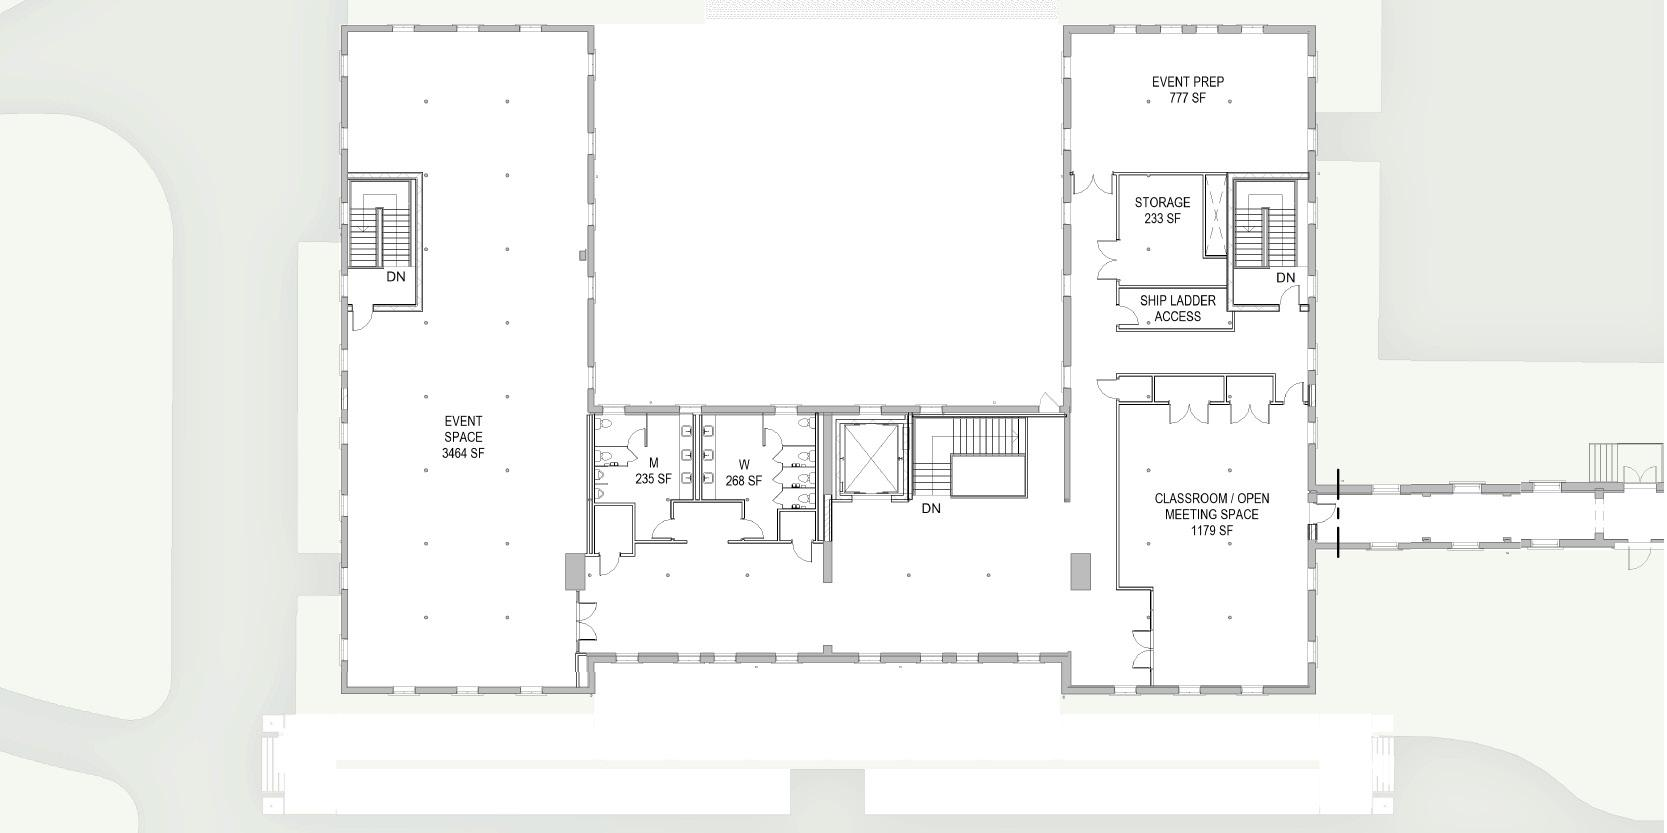 EVENT PREP
777 SF
STORAGE
233 SF
DN
DN
SHIP LADDER
ACCESS
EVENT
SPACE
3464 SF
M
235 SF
W
268 SF
DN
CLASSROOM / OPEN
MEETING SPACE
1179 SF